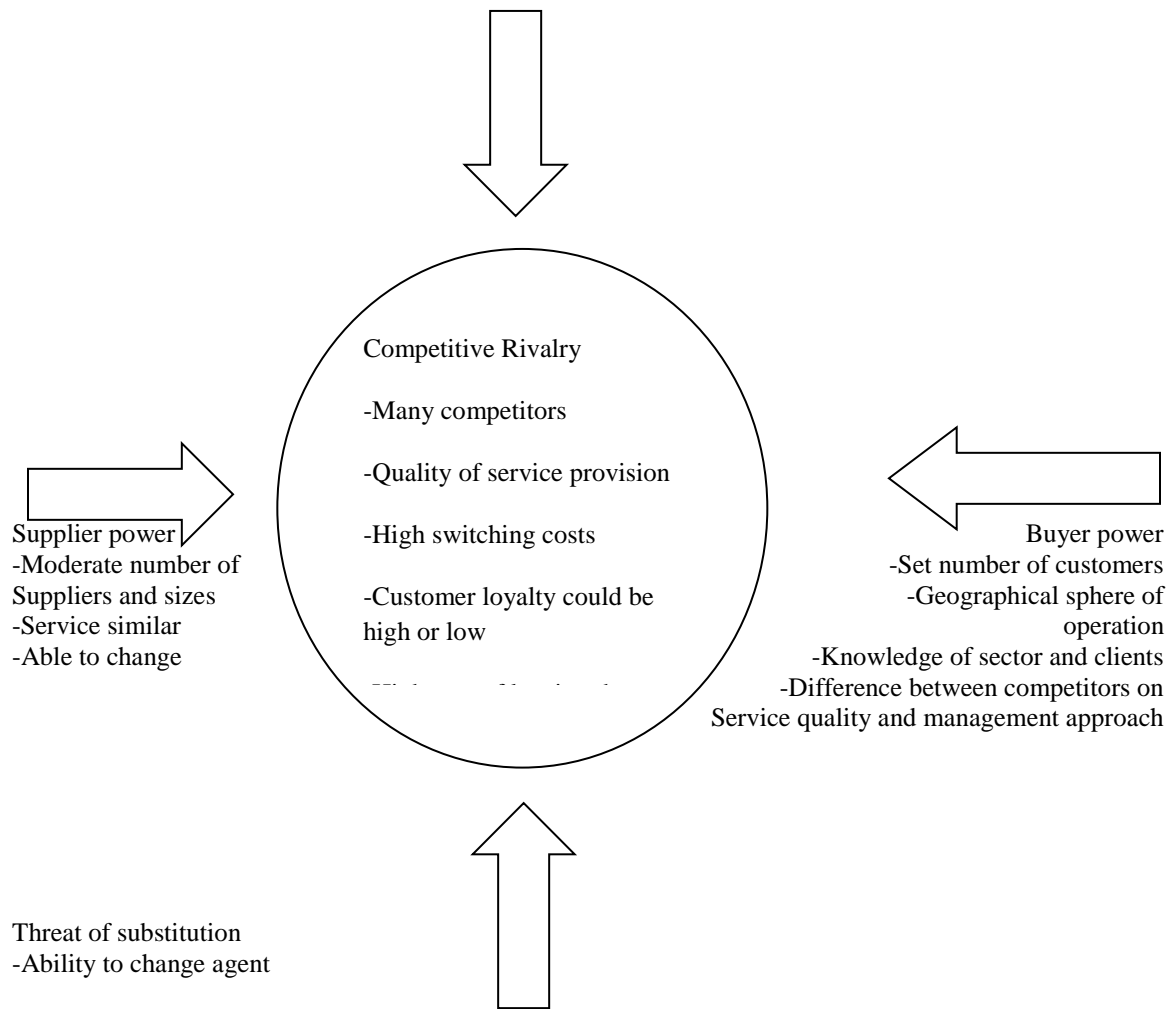 Competitive Rivalry
-Many competitors
-Quality of service provision
-High switching costs
-Customer loyalty could be
high or low
Supplier power
-Moderate number of
Suppliers and sizes
-Service similar
-Able to change
Buyer power
-Set number of customers
-Geographical sphere of
operation
-Knowledge of sector and clients
-Difference between competitors on
Service quality and management approach
Threat of substitution
-Ability to change agent